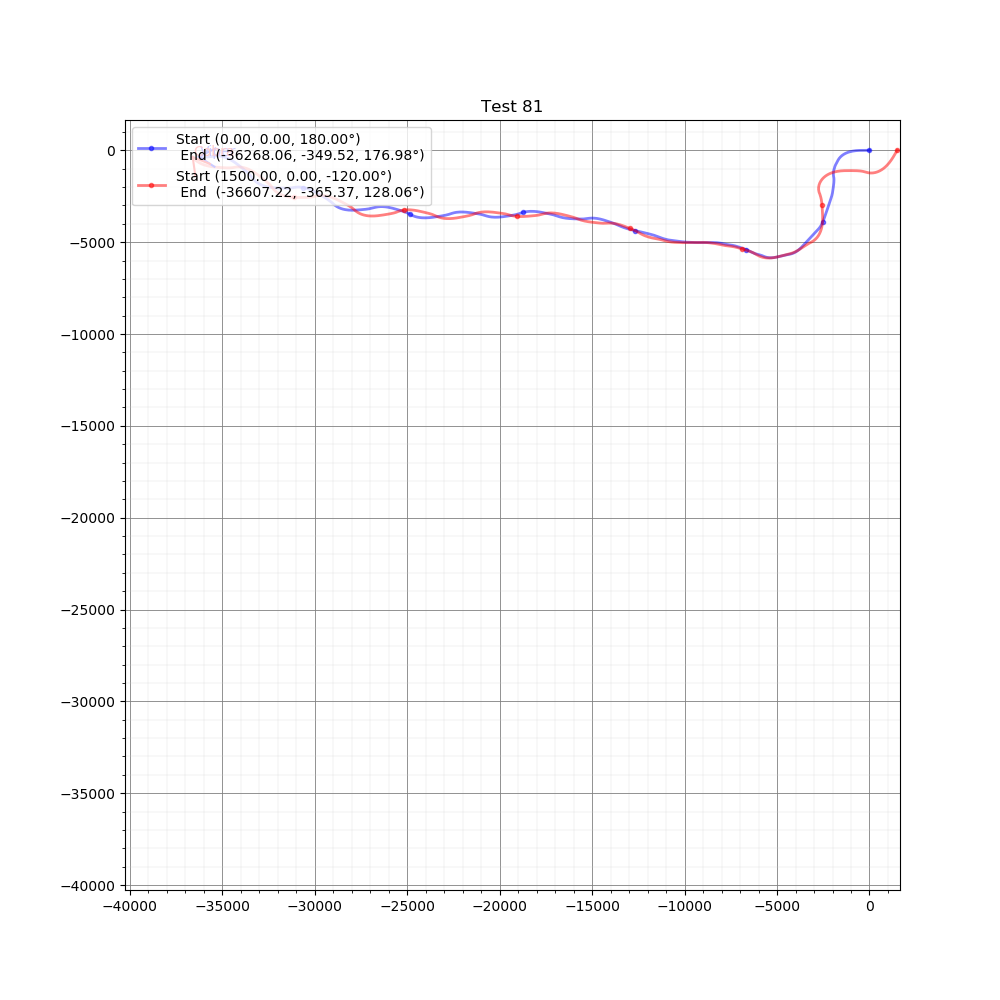 Test 81
Start (0.00, 0.00, 180.00°)
End (-36268.06, -349.52, 176.98°)
Start (1500.00, 0.00, -120.00°)
End (-36607.22, -365.37, 128.06°)
0
−5000
−10000
−15000
−20000
−25000
−30000
−35000
−40000
−40000 −35000 −30000 −25000 −20000 −15000 −10000 −5000 0